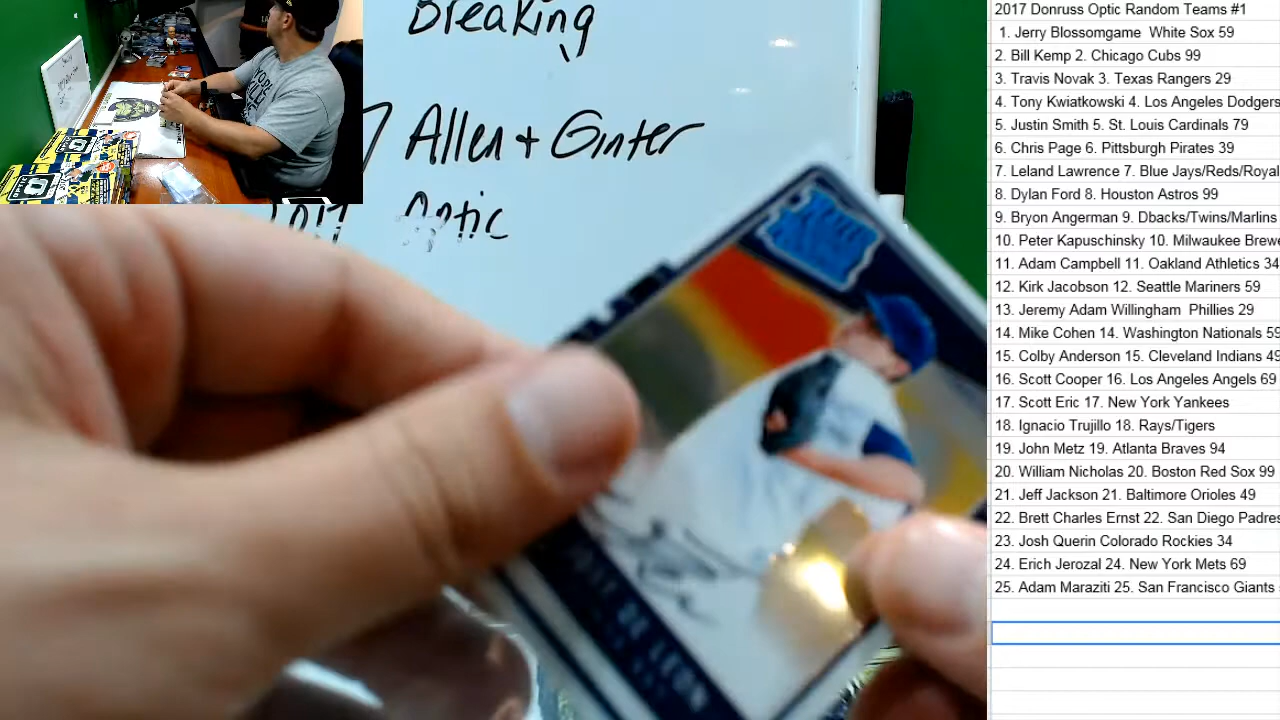 Breaking
7 Allen + Ginter
2017 Optic
JOSE DE LEON
2017 Donruss Optic Random Teams #1
1. Jerry Blossomgame White Sox 59
2. Bill Kemp 2. Chicago Cubs 99
3. Travis Novak 3. Texas Rangers 29
4. Tony Kwiatkowski 4. Los Angeles Dodgers
5. Justin Smith 5. St. Louis Cardinals 79
6. Chris Page 6. Pittsburgh Pirates 39
7. Leland Lawrence 7. Blue Jays/Reds/Royal
8. Dylan Ford 8. Houston Astros 99
9. Bryon Angerman 9. Dbacks/Twins/Marlins
10. Peter Kapuschinsky 10. Milwaukee Brewe
11. Adam Campbell 11. Oakland Athletics 34
12. Kirk Jacobson 12. Seattle Mariners 59
13. Jeremy Adam Willingham Phillies 29
14. Mike Cohen 14. Washington Nationals 55
15. Colby Anderson 15. Cleveland Indians 49
16. Scott Cooper 16. Los Angeles Angels 69
17. Scott Eric 17. New York Yankees
18. Ignacio Trujillo 18. Rays/Tigers
19. John Metz 19. Atlanta Braves 94
20. William Nicholas 20. Boston Red Sox 99
21. Jeff Jackson 21. Baltimore Orioles 49
22. Brett Charles Ernst 22. San Diego Padres
23. Josh Querin Colorado Rockies 34
24. Erich Jerozal 24. New York Mets 69
25. Adam Maraziti 25. San Francisco Giants